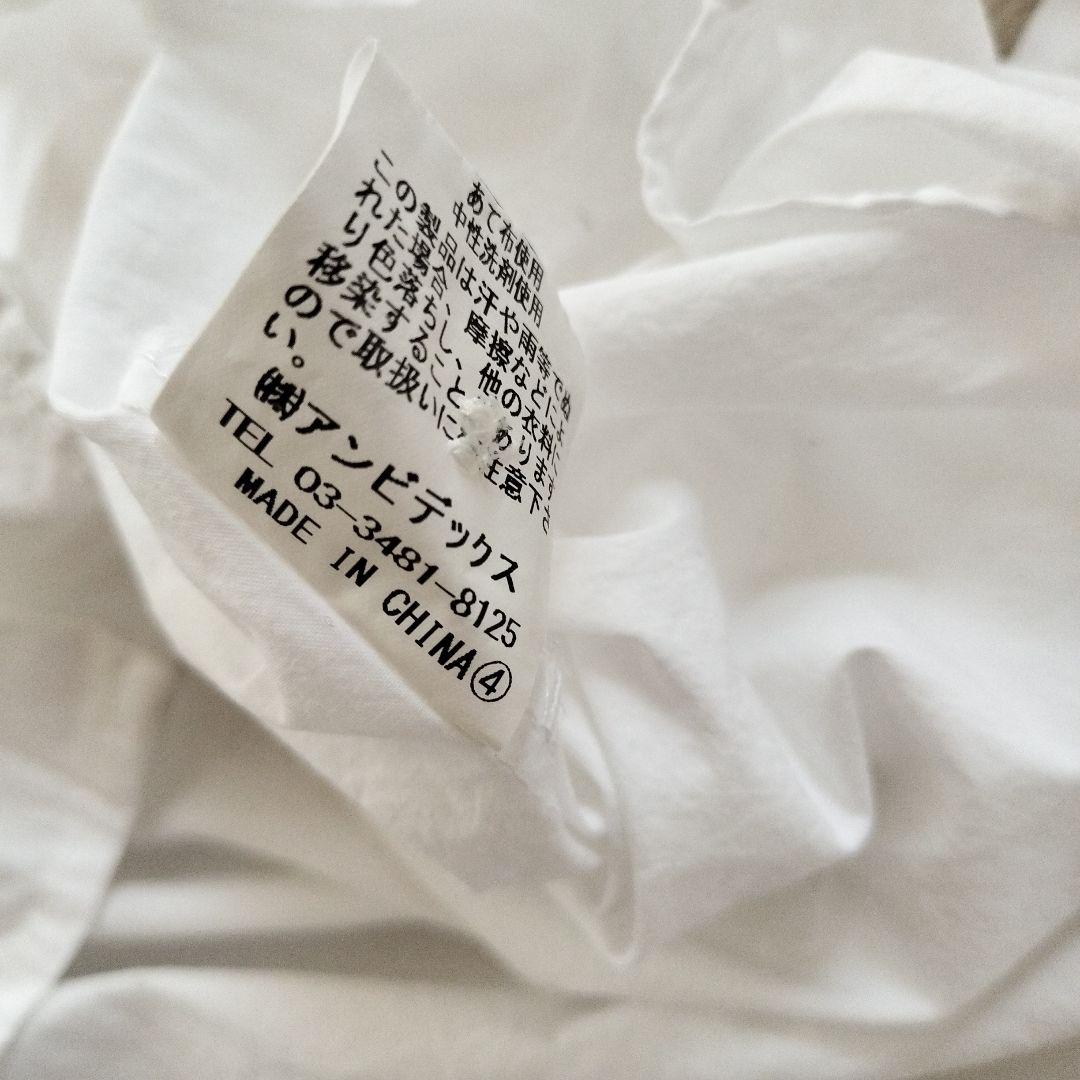 あて布使用
中性洗剤使用
この製品は汗や雨等でぬ
れた場合、摩擦などによ
り色落ちし、他の衣料に
移染すること めります
ので取扱いに 注意下さ
い。
㈱アンビデックス
TEL 03-3481-8125
MADE IN CHINA④